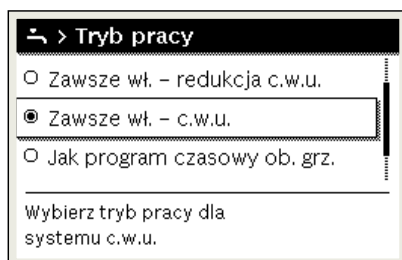 > Tryb pracy
Zawsze wł. – redukcja c.w.u.
Zawsze wł. – c.w.u.
Jak program czasowy ob. grz.
Wybierz tryb pracy dla
systemu c.w.u.